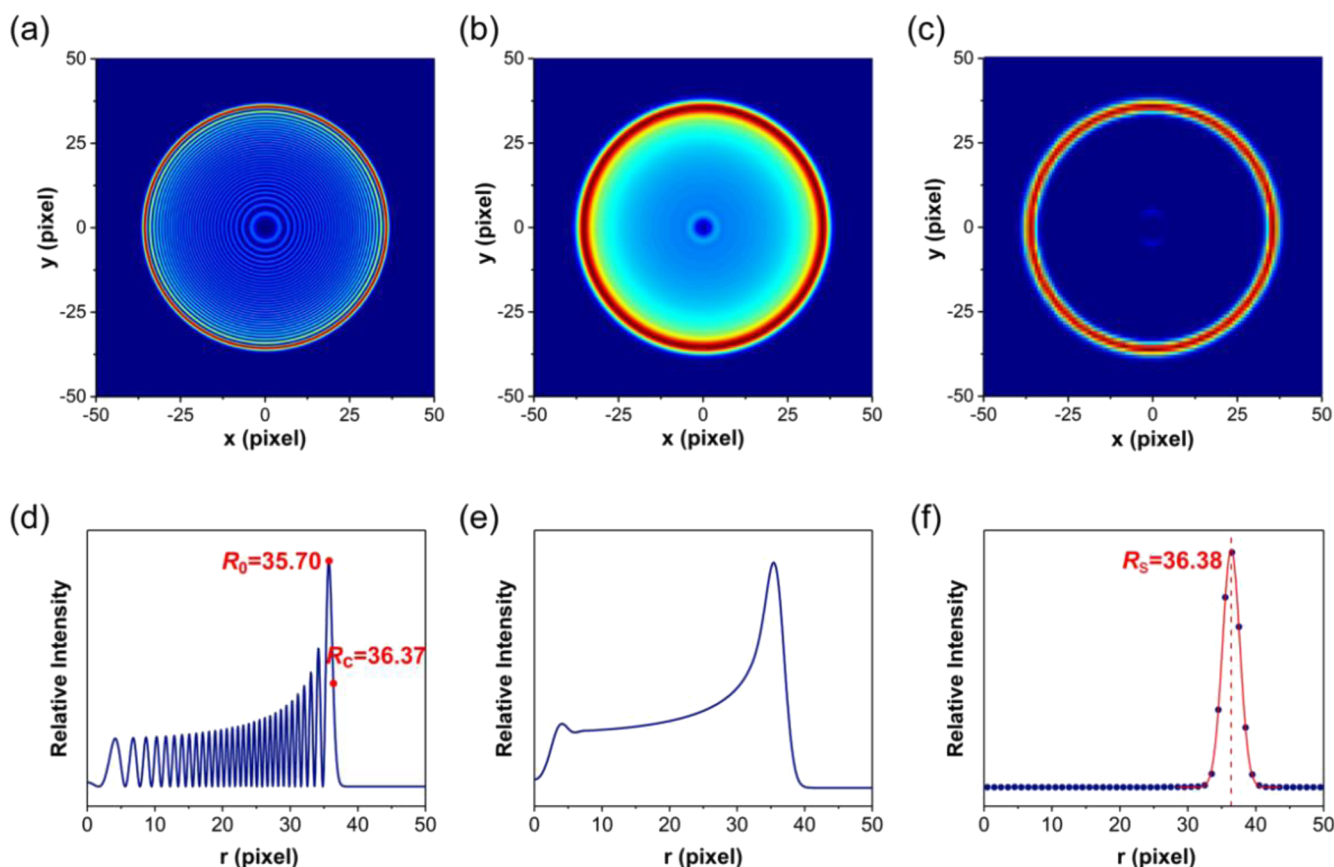 (a)
(b)
(c)
50
25
0
-25
-50
y (pixel)
-50
-25
0
25
50
x (pixel)
50
25
0
-25
-50
y (pixel)
-50
-25
0
25
50
x (pixel)
50
25
0
-25
-50
y (pixel)
-50
-25
0
25
50
x (pixel)
(d)
(e)
(f)
R0=35.70
RC=36.37
Relative Intensity
0
10
20
30
40
50
r (pixel)
Relative Intensity
0
10
20
30
40
50
r (pixel)
RS=36.38
Relative Intensity
0
10
20
30
40
50
r (pixel)